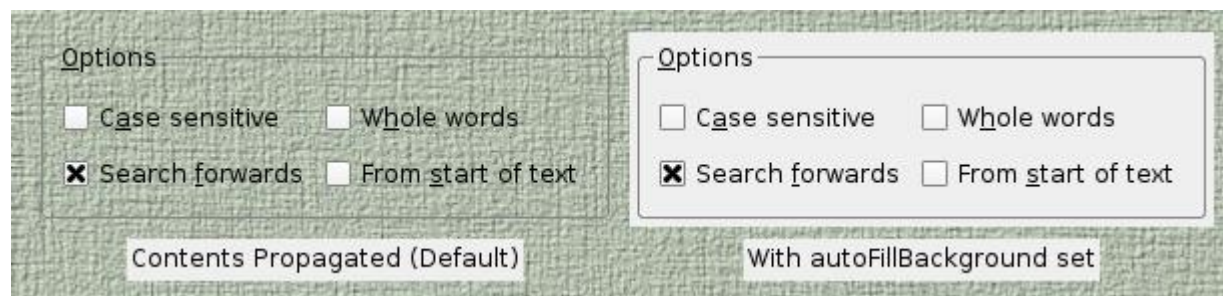 Options
Case sensitive Whole words
Search forwards From start of text
Contents Propagated (Default)
Options
Case sensitive Whole words
Search forwards From start of text
With autoFillBackground set